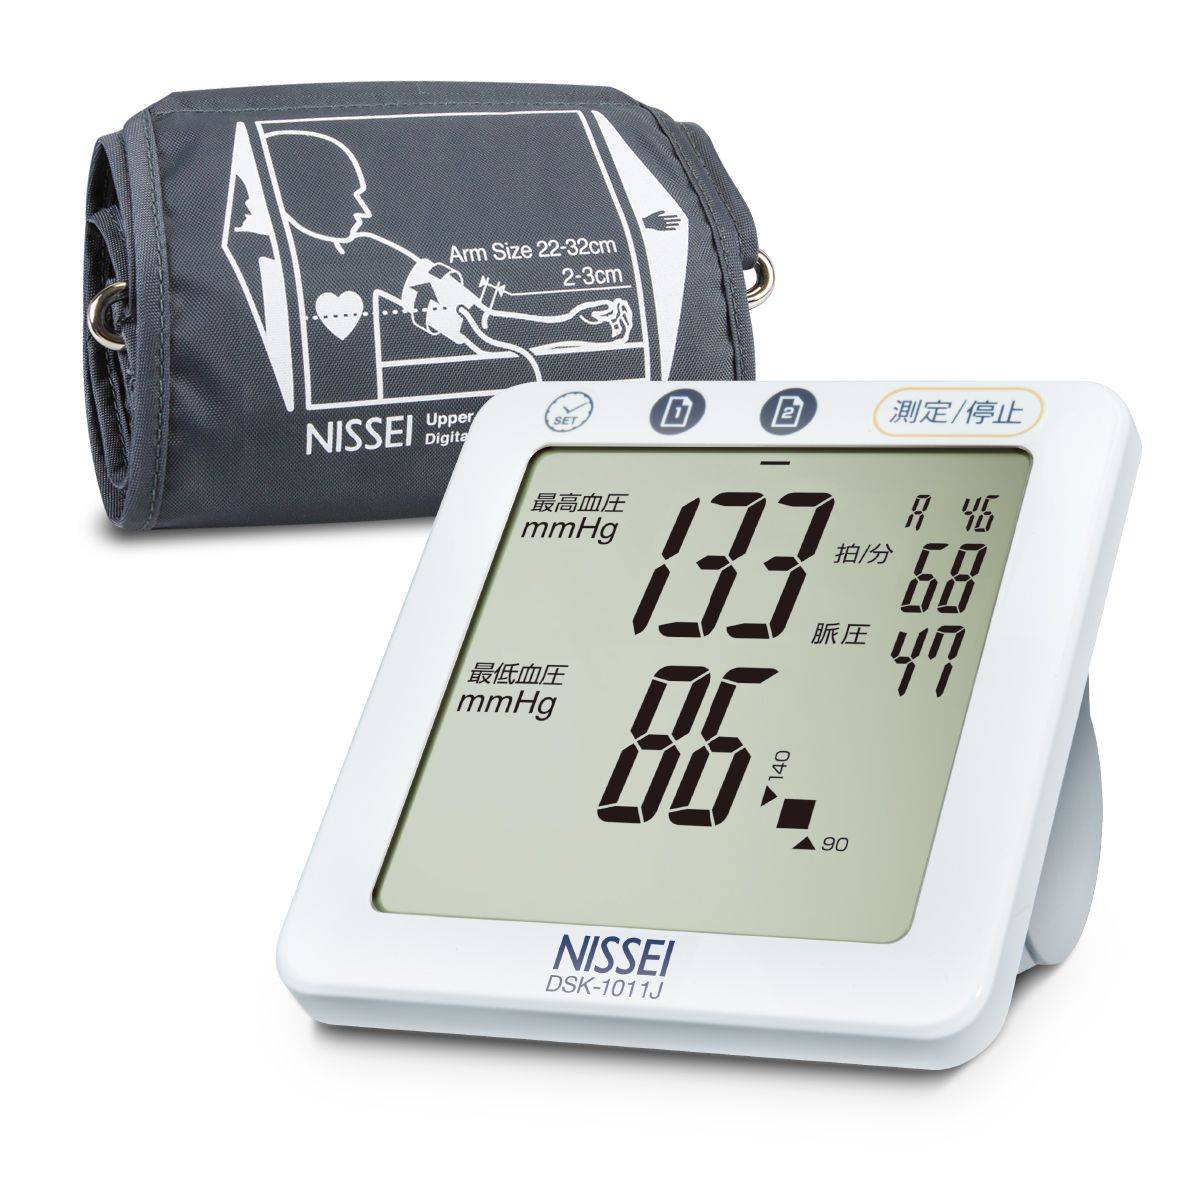 Arm Size 22-32cm
2-3cm
NISSEI
Upper
Digita
SET
1
2
測定/停止
最高血圧
mmHg
133
A 46
拍/分
68
脈圧
47
最低血圧
mmHg
86
140
90
NISSEI
DSK-1011J